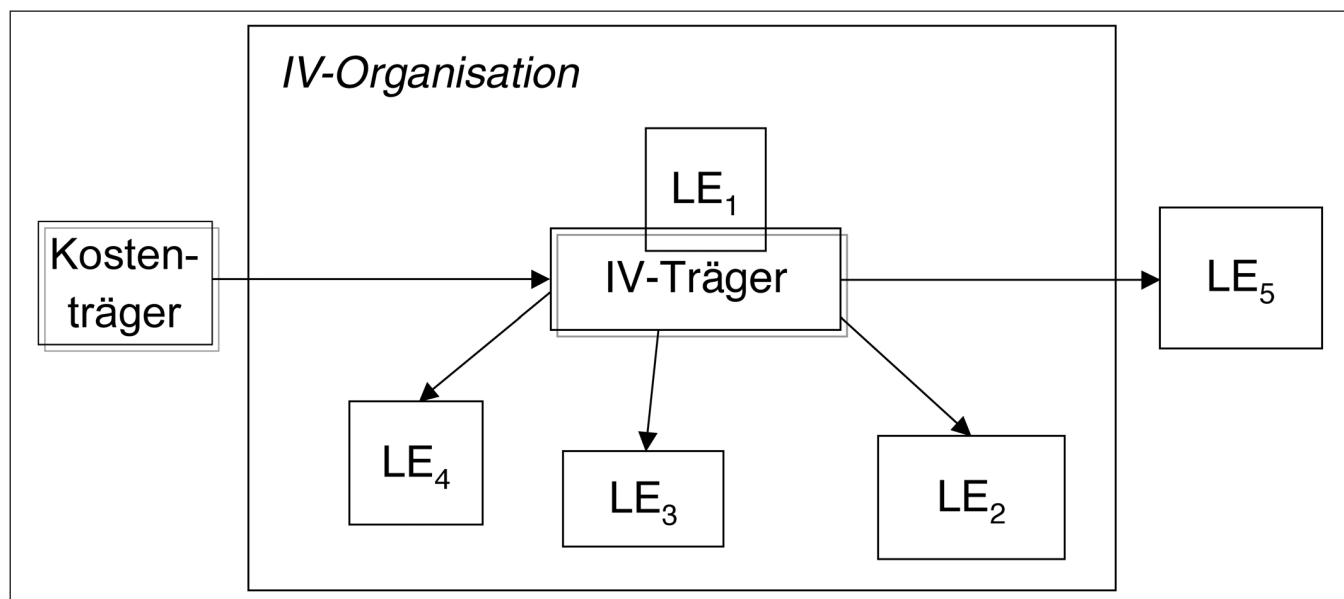 IV-Organisation
LE1
Kosten-
träger
IV-Träger
LE5
LE4
LE3
LE2